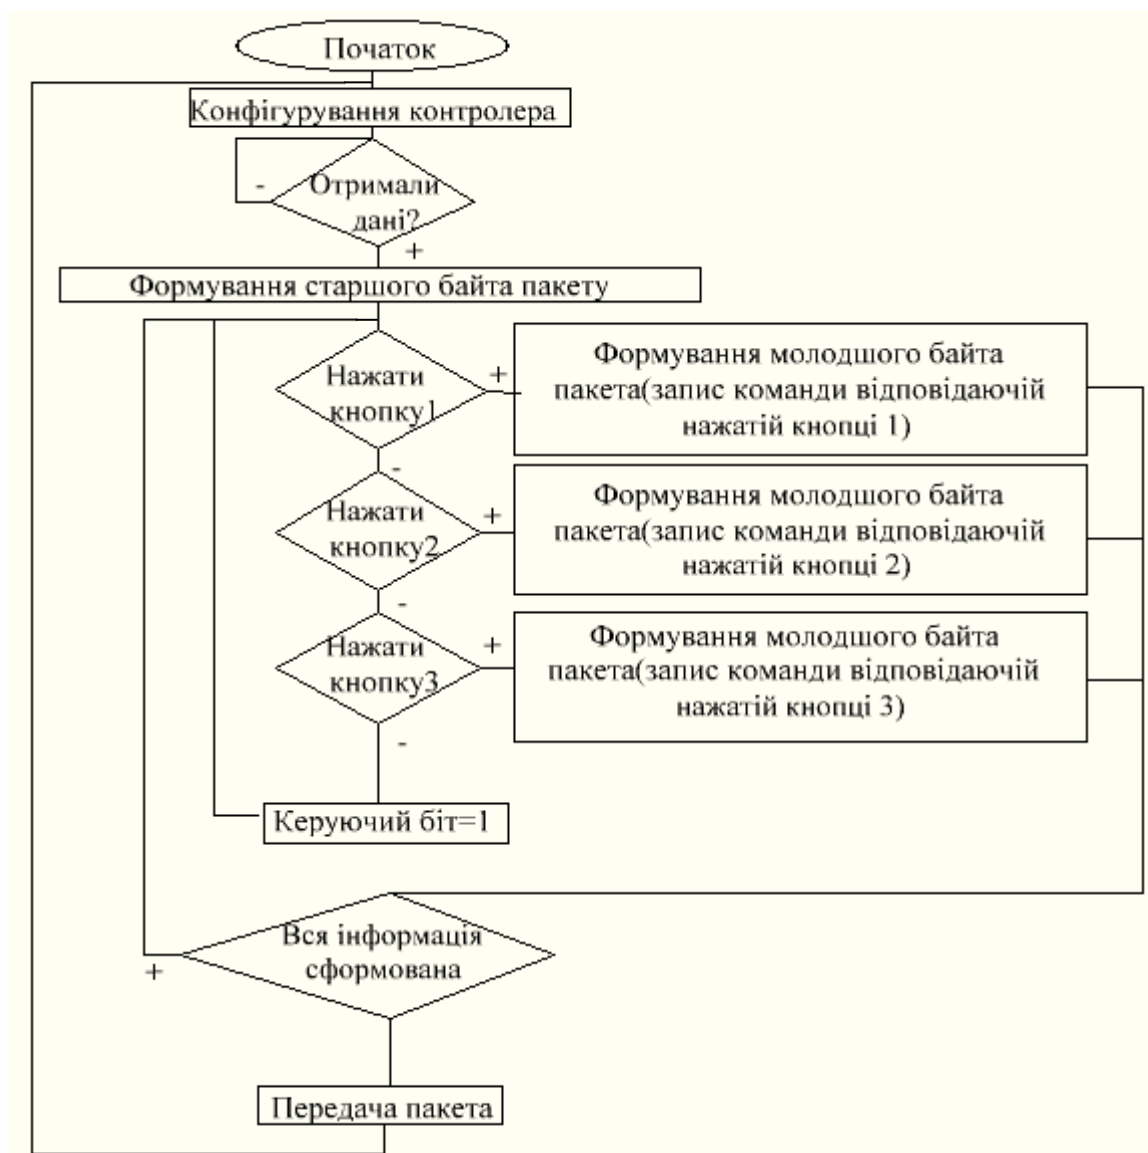 Початок
Конфігурування контролера
-
Отримали
дані?
+
Формування старшого байта пакету
Нажати
кнопку1
+
Формування молодшого байта
пакета(запис команди відповідаючій
нажатій кнопці 1)
-
Нажати
кнопку2
+
Формування молодшого байта
пакета(запис команди відповідаючій
нажатій кнопці 2)
-
Нажати
кнопку3
+
Формування молодшого байта
пакета(запис команди відповідаючій
нажатій кнопці 3)
-
Керуючий біт=1
Вся інформація
сформована
+
Передача пакета